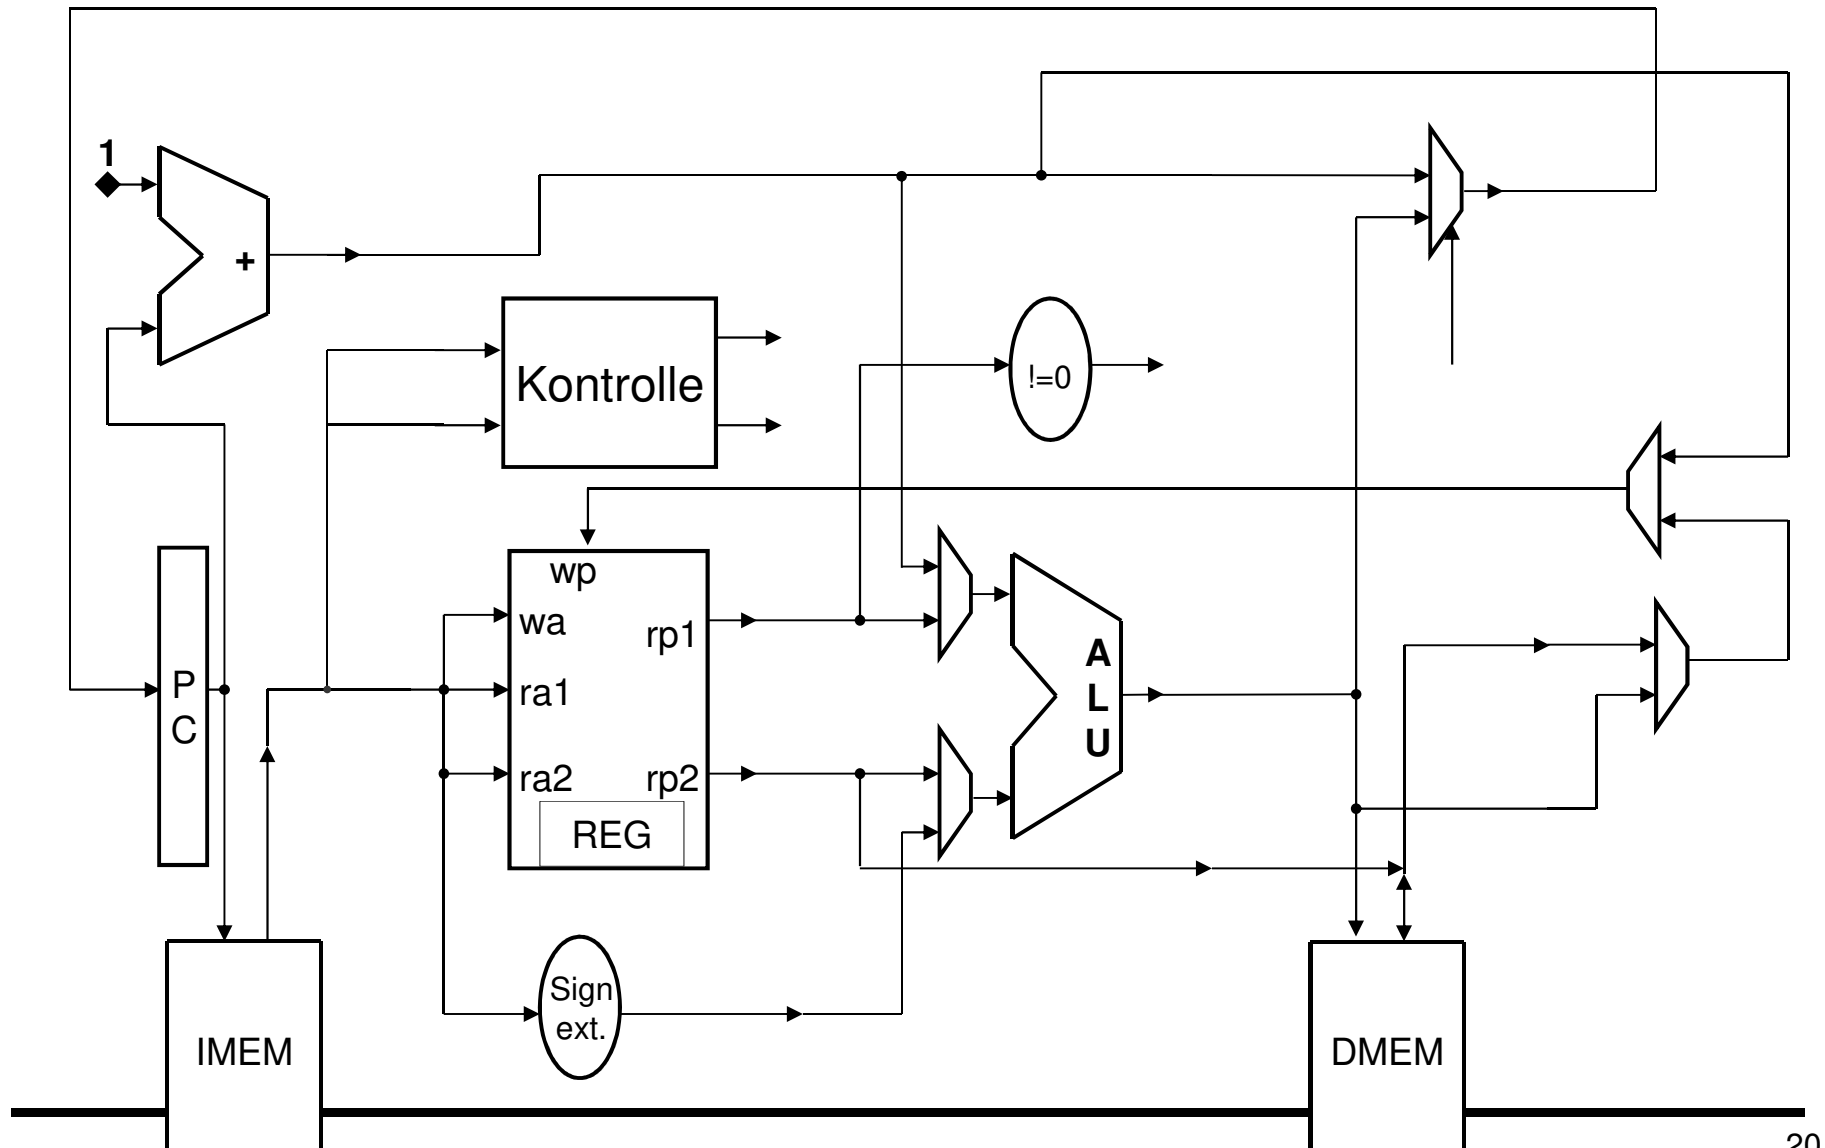 1
+
Kontrolle
!=0
wp
wa
rp1
ra1
ra2
rp2
REG
P
C
A
L
U
Sign
ext.
IMEM
DMEM
20